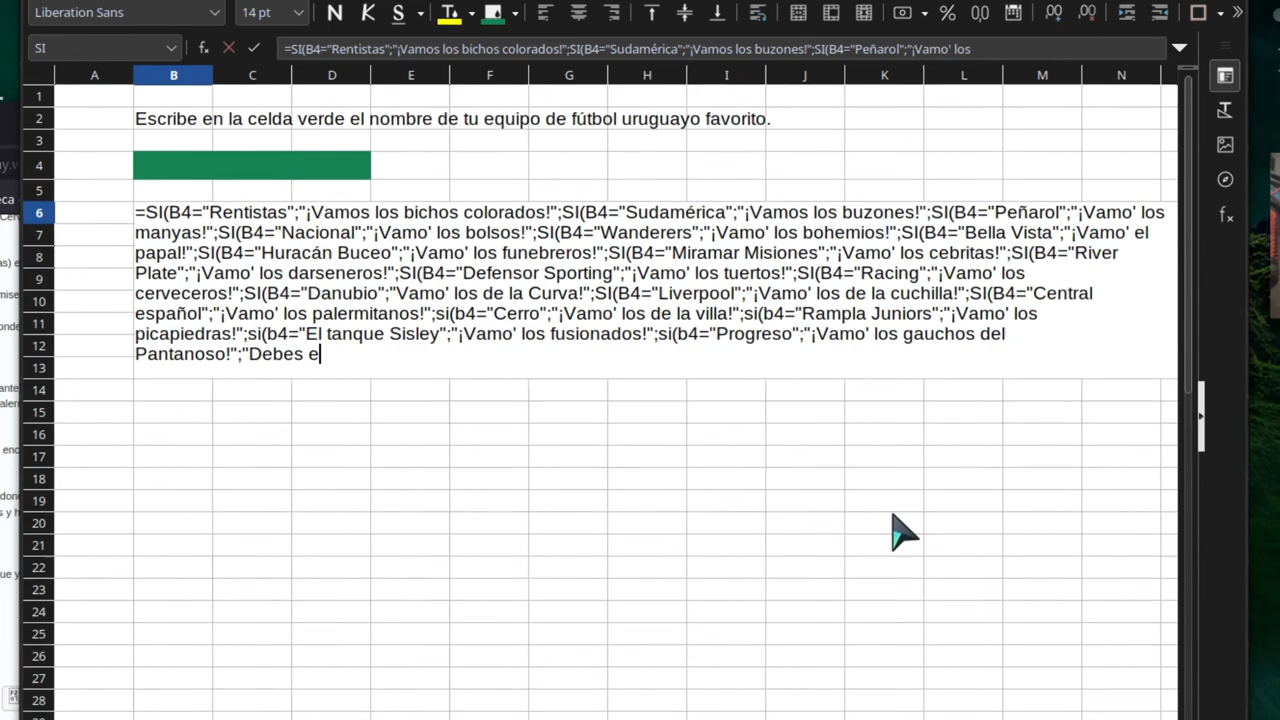 Liberation Sans
14 pt
N K S
SI
=SI(B4="Rentistas";"¡Vamos los bichos colorados!";SI(B4="Sudamérica";"¡Vamos los buzones!";SI(B4="Peñarol";"¡Vamo' los
A B C D E F G H I J K L M N
1
2 Escribe en la celda verde el nombre de tu equipo de fútbol uruguayo favorito.
3
4
5
6 =SI(B4="Rentistas";"¡Vamos los bichos colorados!";SI(B4="Sudamérica";"¡Vamos los buzones!";SI(B4="Peñarol";"¡Vamo' los
7 manyas!";SI(B4="Nacional";"¡Vamo' los bolsos!";SI(B4="Wanderers";"¡Vamo' los bohemios!";SI(B4="Bella Vista";"¡Vamo' el
8 papal!";SI(B4="Huracán Buceo";"¡Vamo' los funebreros!";SI(B4="Miramar Misiones";"¡Vamo' los cebritas!";SI(B4="River
9 Plate";"¡Vamo' los darseneros!";SI(B4="Defensor Sporting";"¡Vamo' los tuertos!";SI(B4="Racing";"¡Vamo' los
10 cerveceros!";SI(B4="Danubio";"Vamo' los de la Curva!";SI(B4="Liverpool";"¡Vamo' los de la cuchilla!";SI(B4="Central
11 español";"¡Vamo' los palermitanos!";si(b4="Cerro";"¡Vamo' los de la villa!";si(b4="Rampla Juniors";"¡Vamo' los
12 picapiedras!";si(b4="El tanque Sisley";"¡Vamo' los fusionados!";si(b4="Progreso";"¡Vamo' los gauchos del
13 Pantanoso!";"Debes e
14
15
16
17
18
19
20
21
22
23
24
25
26
27
28